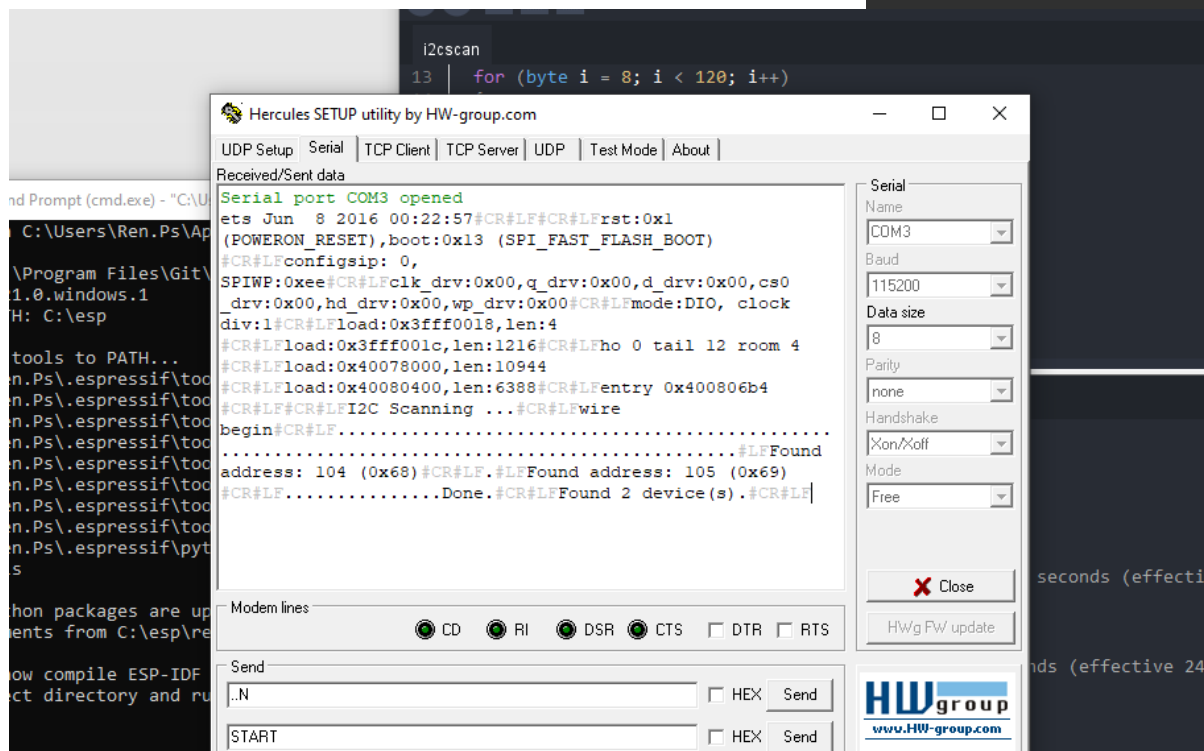 i2cscan
13 for (byte i = 8; i < 120; i++)
Hercules SETUP utility by HW-group.com
UDP Setup Serial TCP Client TCP Server UDP Test Mode About
Received/Sent data
Serial port COM3 opened
ets Jun  8 2016 00:22:57#CR#LF#CR#LFrst:0x1
(POWERON_RESET),boot:0x13 (SPI_FAST_FLASH_BOOT)
#CR#LFconfigsip: 0,
SPIWP:0xee#CR#LFclk_drv:0x00,q_drv:0x00,d_drv:0x00,cs0
_drv:0x00,hd_drv:0x00,wp_drv:0x00#CR#LFmode:DIO, clock
div:1#CR#LFload:0x3fff0018,len:4
#CR#LFload:0x3fff001c,len:1216#CR#LFho 0 tail 12 room 4
#CR#LFload:0x40078000,len:10944
#CR#LFload:0x40080400,len:6388#CR#LFentry 0x400806b4
#CR#LF#CR#LFI2C Scanning ...#CR#LFwire
begin#CR#LF...............................................
.................................................#LFFound
address: 104 (0x68)#CR#LF.#LFFound address: 105 (0x69)
#CR#LF...............Done.#CR#LFFound 2 device(s).#CR#LF
Serial
Name
COM3
Baud
115200
Data size
8
Parity
none
Handshake
Xon/Xoff
Mode
Free
Close
HWg FW update
Modem lines
CD RI DSR CTS DTR RTS
Send
..N HEX Send
START HEX Send
HW group
www.HW-group.com
nd Prompt (cmd.exe) - "C:\U
C:\Users\Ren.Ps\Ap
\Program Files\Git\
1.0.windows.1
TH: C:\esp
tools to PATH...
en.Ps\.espressif\too
en.Ps\.espressif\too
en.Ps\.espressif\too
en.Ps\.espressif\too
en.Ps\.espressif\too
en.Ps\.espressif\too
en.Ps\.espressif\too
en.Ps\.espressif\too
en.Ps\.espressif\pyt
ls
thon packages are up
ments from C:\esp\re
ow compile ESP-IDF
ct directory and ru
seconds (effecti
nds (effective 24